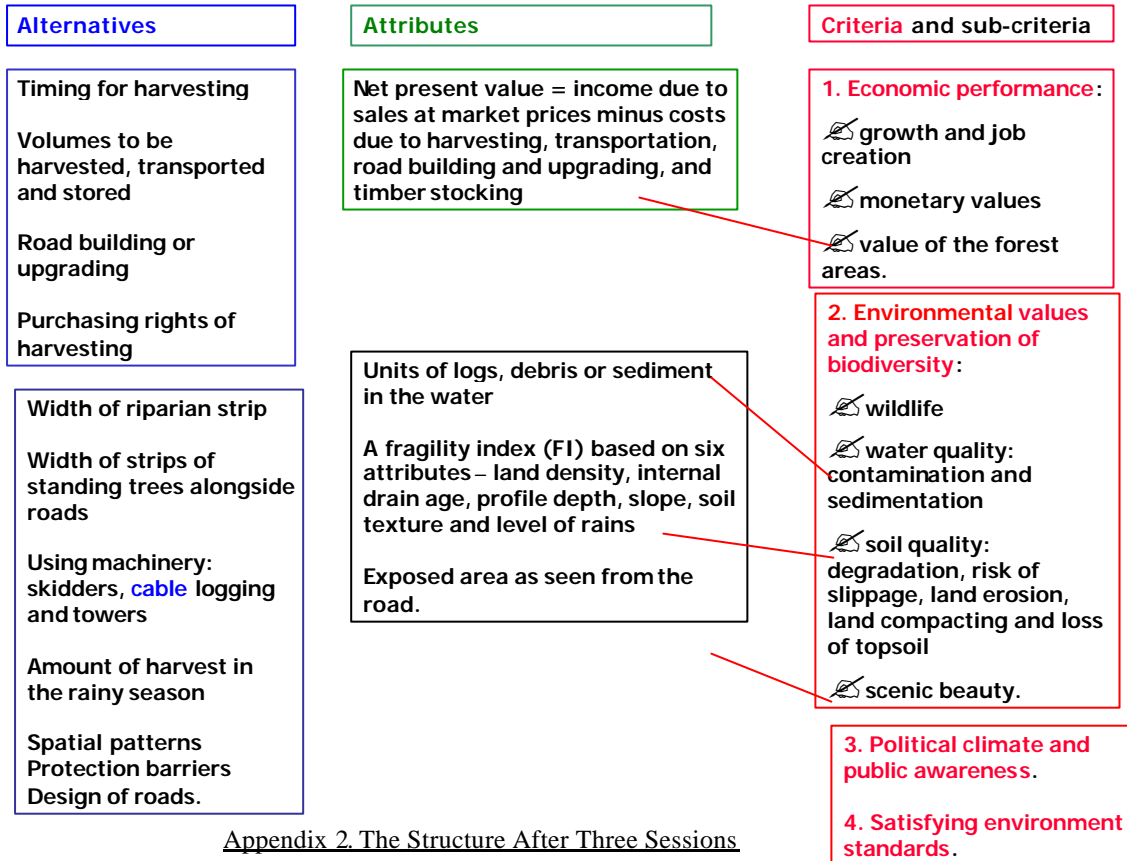 Alternatives
Timing for harvesting
Volumes to be
harvested, transported
and stored
Road building or
upgrading
Purchasing rights of
harvesting
Width of riparian strip
Width of strips of
standing trees alongside
roads
Using machinery:
skidders, cable logging
and towers
Amount of harvest in
the rainy season
Spatial patterns
Protection barriers
Design of roads.
Attributes
Net present value = income due to
sales at market prices minus costs
due to harvesting, transportation,
road building and upgrading, and
timber stocking
Units of logs, debris or sediment
in the water
A fragility index (FI) based on six
attributes – land density, internal
drain age, profile depth, slope, soil
texture and level of rains
Exposed area as seen from the
road.
Criteria and sub-criteria
1. Economic performance:
growth and job
creation
monetary values
value of the forest
areas.
2. Environmental values
and preservation of
biodiversity:
wildlife
water quality:
contamination and
sedimentation
soil quality:
degradation, risk of
slippage, land erosion,
land compacting and loss
of topsoil
scenic beauty.
3. Political climate and
public awareness.
4. Satisfying environment
standards.
Appendix 2. The Structure After Three Sessions